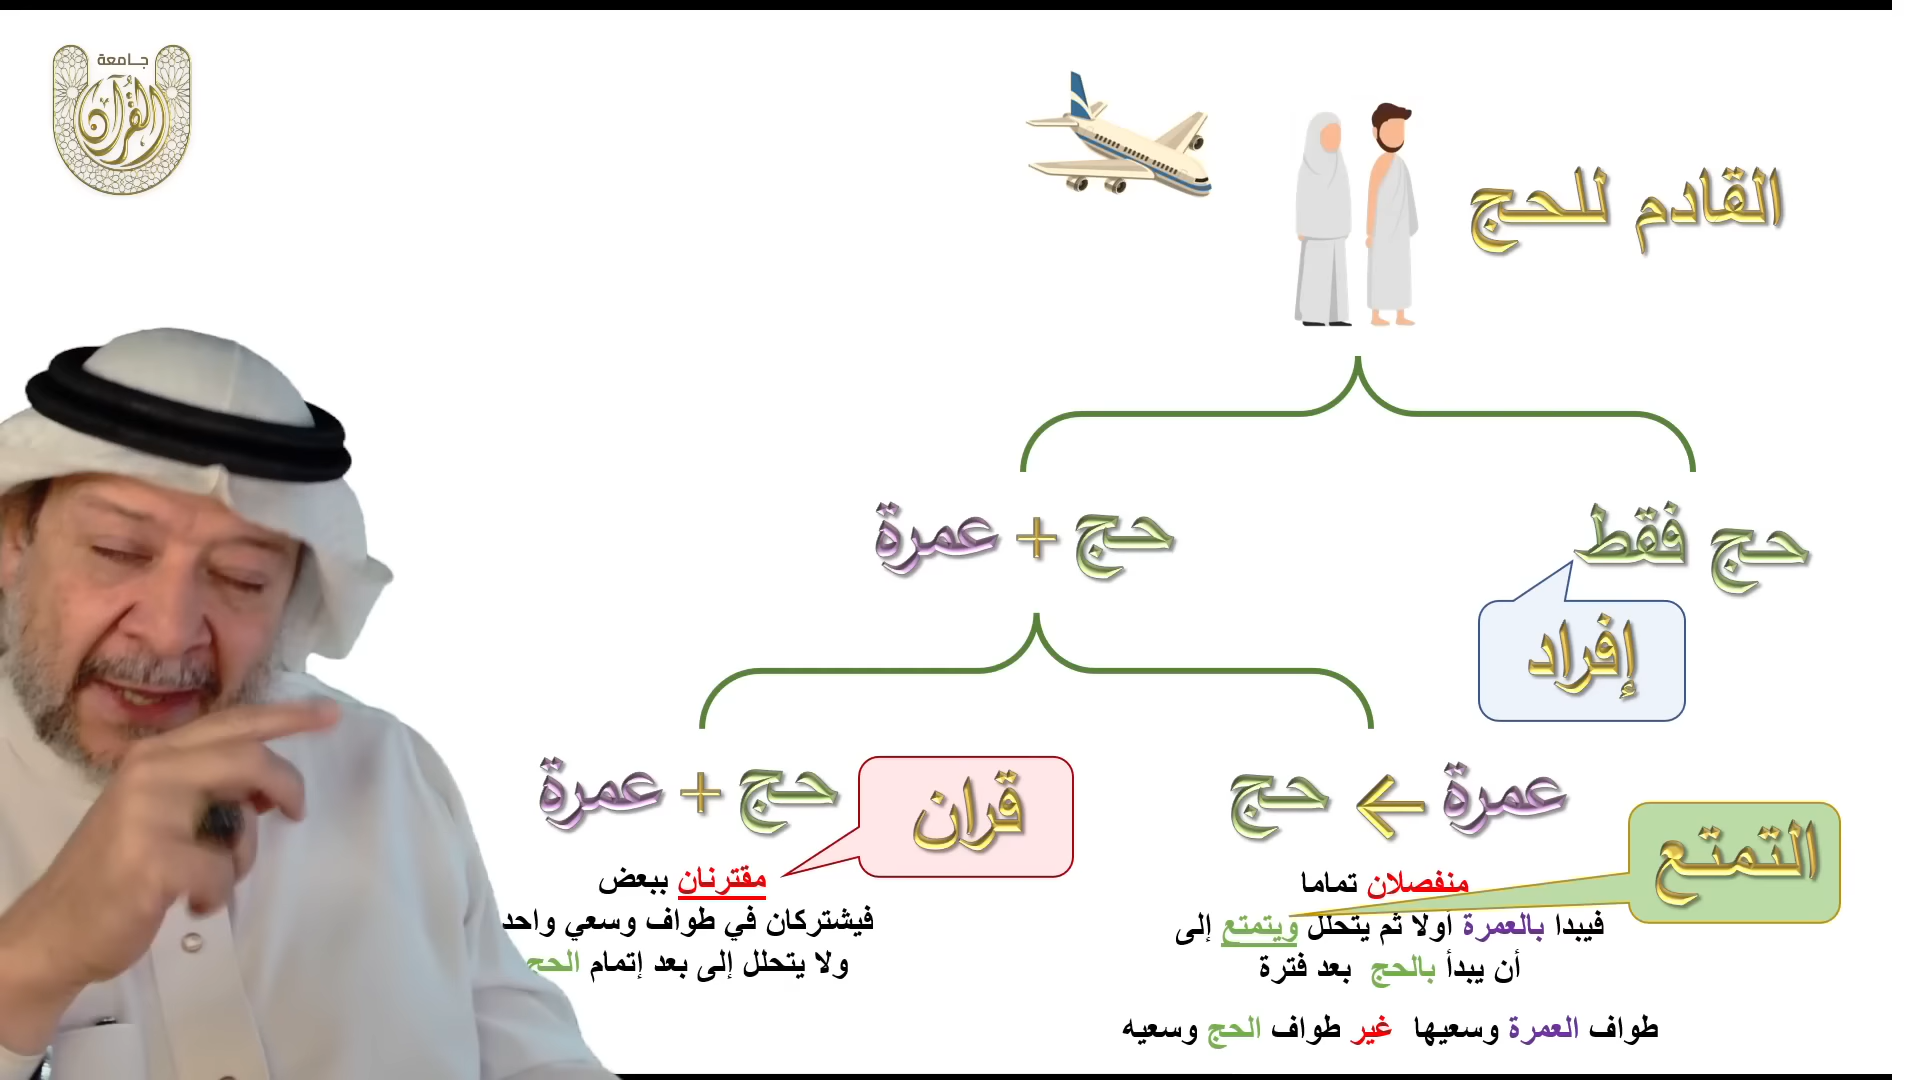 جامعة
القرآن
القادم للحج
حج فقط
إفراد
حج + عمرة
عمرة ← حج
التمتع
منفصلان تماما
فيبدا بالعمرة أولا ثم يتحلل ويتمتع إلى
أن يبدأ بالحج بعد فترة
طواف العمرة وسعيها غير طواف الحج وسعيه
حج + عمرة
قران
مقترنان ببعض
فيشتركان في طواف وسعي واحد
ولا يتحلل إلى بعد إتمام الحج